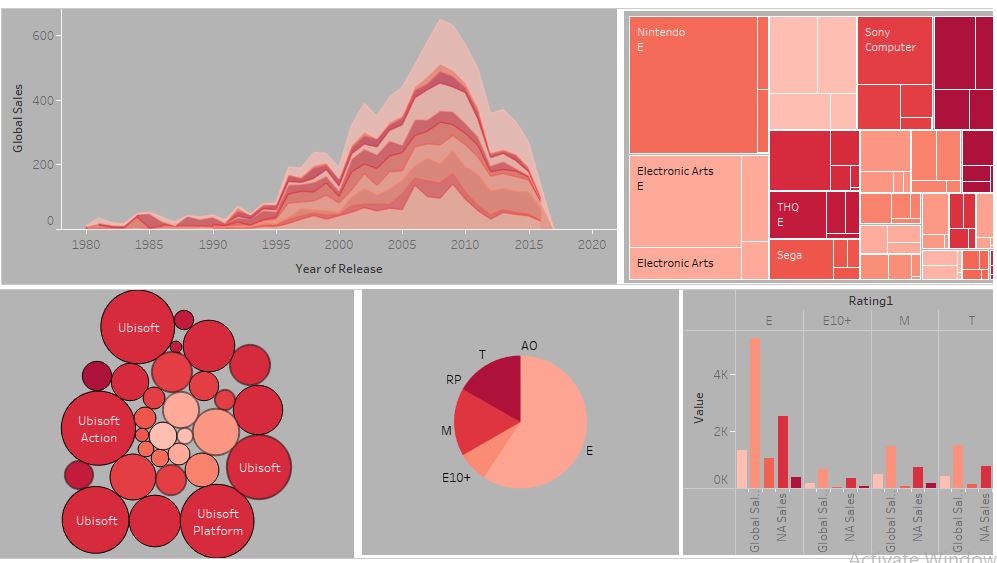 600
400
200
0
Global Sales
1980
1985
1990
1995
2000
2005
2010
2015
2020
Year of Release
Nintendo
E
Sony
Computer
Electronic Arts
E
THQ
E
Electronic Arts
Sega
Ubisoft
Ubisoft
Action
Ubisoft
Ubisoft
Ubisoft
Platform
AO
T
RP
M
E10+
E
Rating1
E
E10+
M
T
Value
4K
2K
0K
Global Sal..
NA Sales
Global Sal..
NA Sales
Global Sal..
NA Sales
Global Sal..
NA Sales
Activate Window